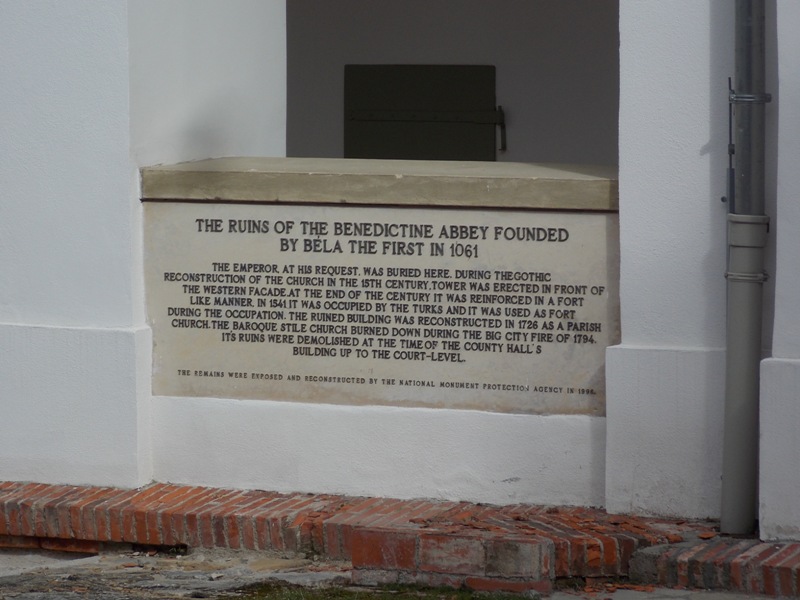 THE RUINS OF THE BENEDICTINE ABBEY FOUNDED
BY BÉLA THE FIRST IN 1061
THE EMPEROR, AT HIS REQUEST, WAS BURIED HERE. DURING THE GOTHIC
RECONSTRUCTION OF THE CHURCH IN THE 15TH CENTURY, TOWER WAS ERECTED IN FRONT OF
THE WESTERN FACADE. AT THE END OF THE CENTURY IT WAS REINFORCED IN A FORT
LIKE MANNER. IN 1541 IT WAS OCCUPIED BY THE TURKS AND IT WAS USED AS FORT
DURING THE OCCUPATION. THE RUINED BUILDING WAS RECONSTRUCTED IN 1726 AS A PARISH
CHURCH. THE BAROQUE STILE CHURCH BURNED DOWN DURING THE BIG CITY FIRE OF 1794.
IT'S RUINS WERE DEMOLISHED AT THE TIME OF THE COUNTY HALL'S
BUILDING UP TO THE COURT-LEVEL.
THE REMAINS WERE EXPOSED AND RECONSTRUCTED BY THE NATIONAL MONUMENT PROTECTION AGENCY IN